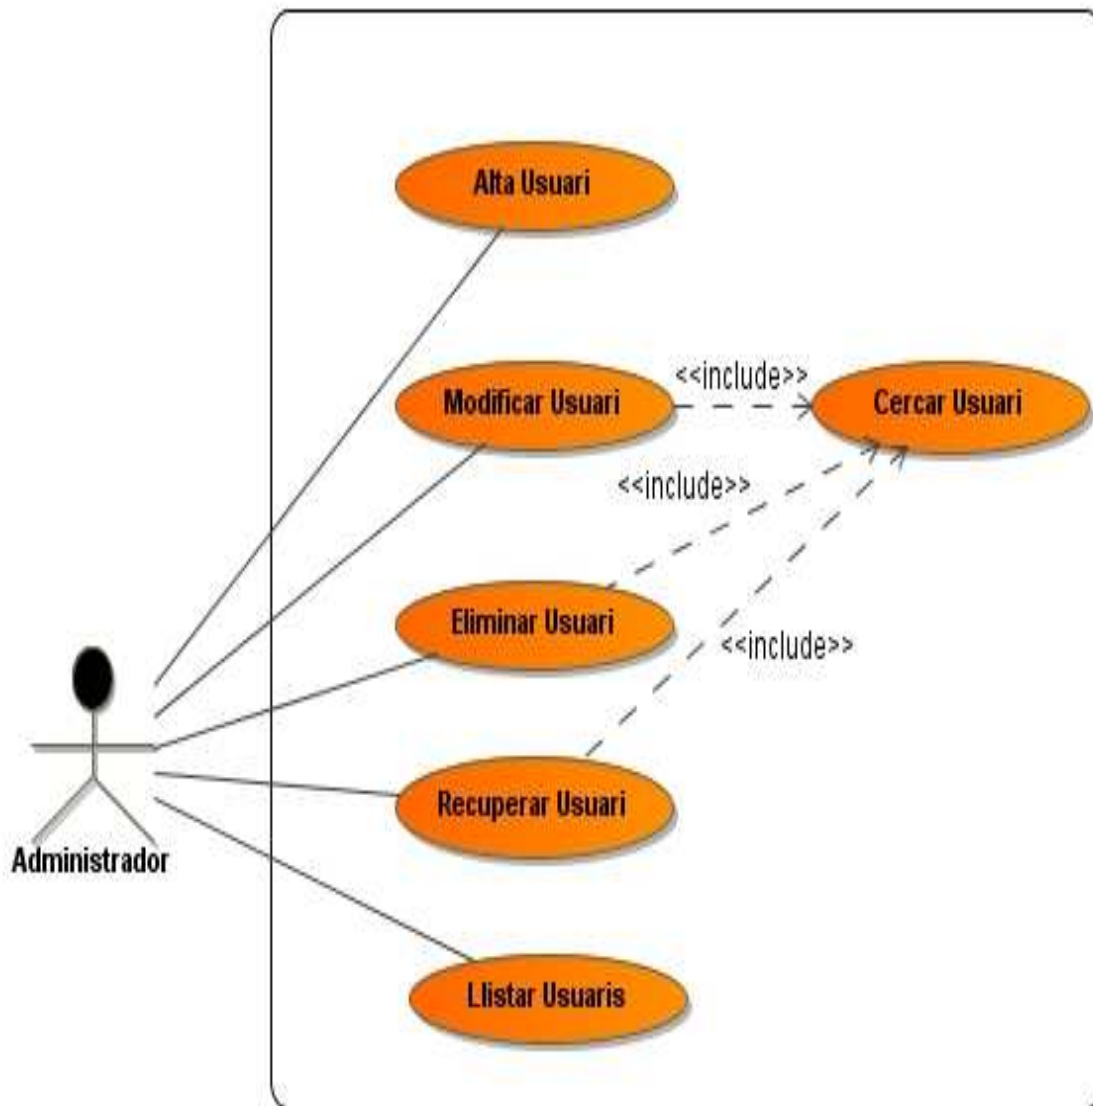 Alta Usuari
<<include>>
Modificar Usuari
Cercar Usuari
<<include>>
Eliminar Usuari
<<include>>
Recuperar Usuari
Administrador
Llistar Usuaris